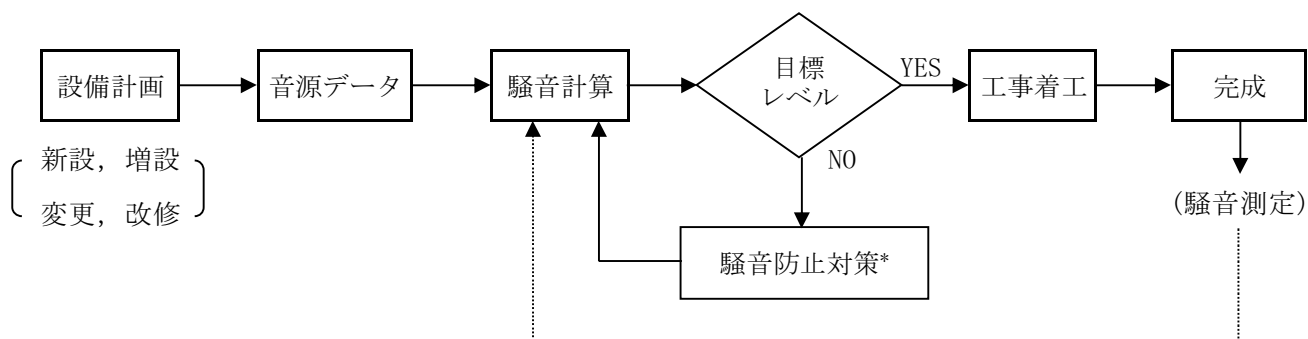 設備計画
音源データ
騒音計算
目標
レベル
YES
工事着工
完成
新設，増設
変更，改修
NO
騒音防止対策*
(騒音測定)